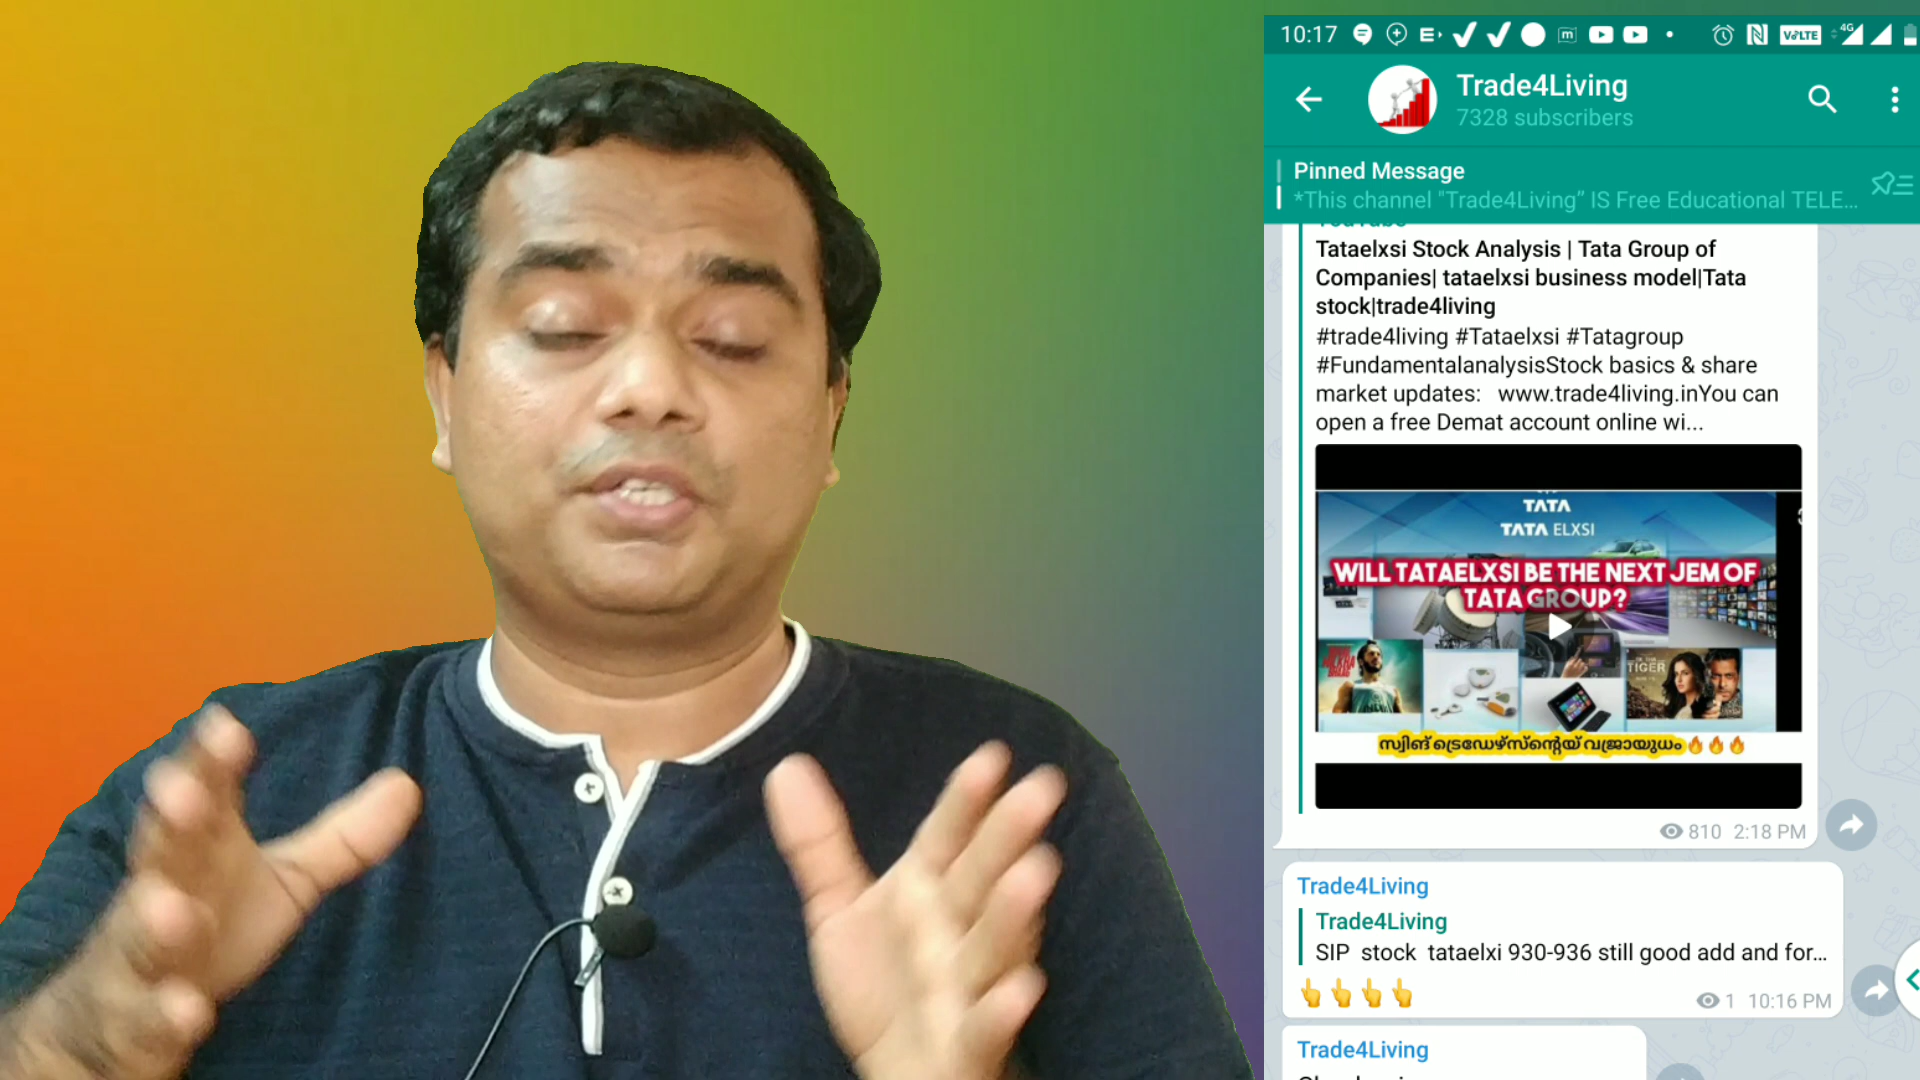 10:17
VoLTE
4G
Trade4Living
7328 subscribers
Pinned Message
*This channel "Trade4Living” IS Free Educational TELE...
Tataelxsi Stock Analysis | Tata Group of
Companies| tataelxsi business model|Tata
stock|trade4living
#trade4living #Tataelxsi #Tatagroup
#FundamentalanalysisStock basics & share
market updates: www.trade4living.inYou can
open a free Demat account online wi...
TATA
TATA ELXSI
WILL TATAELXSI BE THE NEXT JEM OF
TATA GROUP?
TIGER
സ്വിങ് ട്രെഡേഴ്സ്ന്റെയ് വജ്രായുധം🔥🔥🔥
810 2:18 PM
Trade4Living
Trade4Living
SIP stock tataelxi 930-936 still good add and for...
👆👆👆👆
1 10:16 PM
Trade4Living